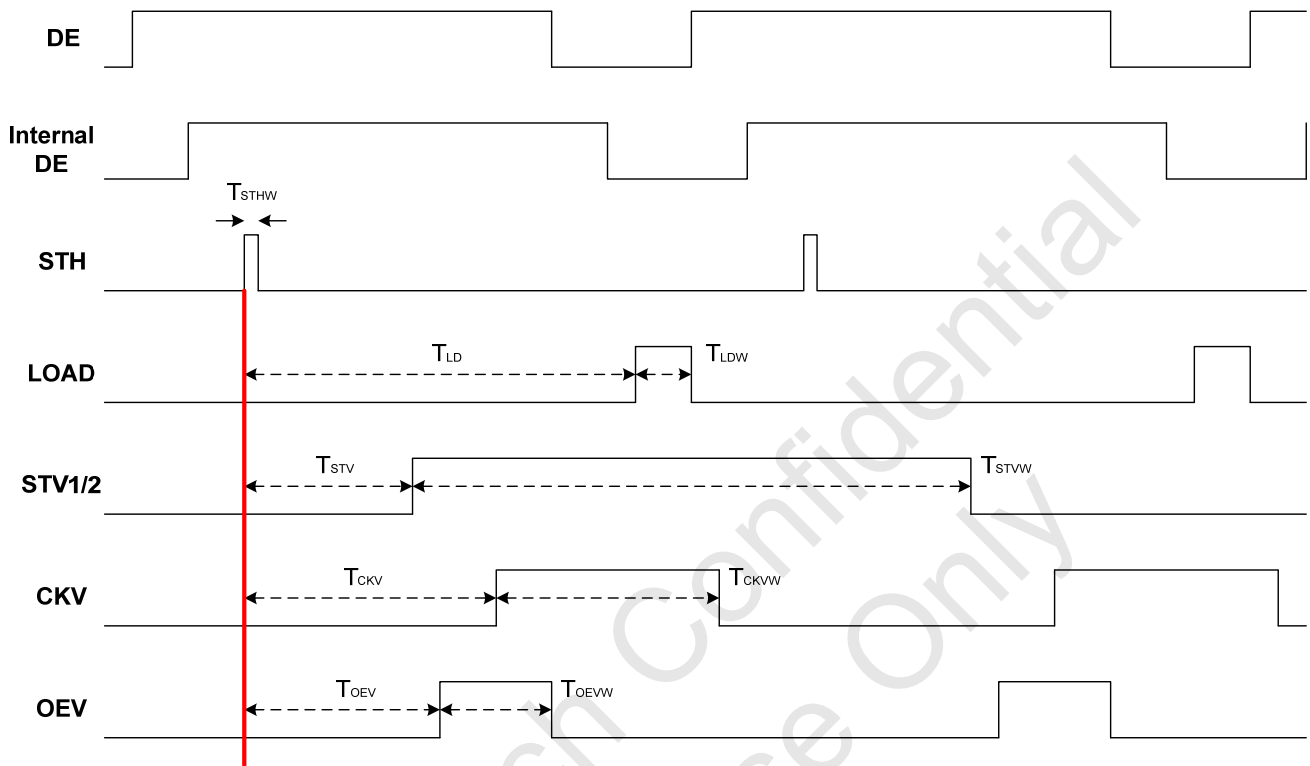 DE
Internal
DE
TSTHW
STH
TLD
TLDW
LOAD
TSTV
TSTVW
STV1/2
TCKV
TCKVW
CKV
TOEV
TOEVW
OEV
Confidential
Only